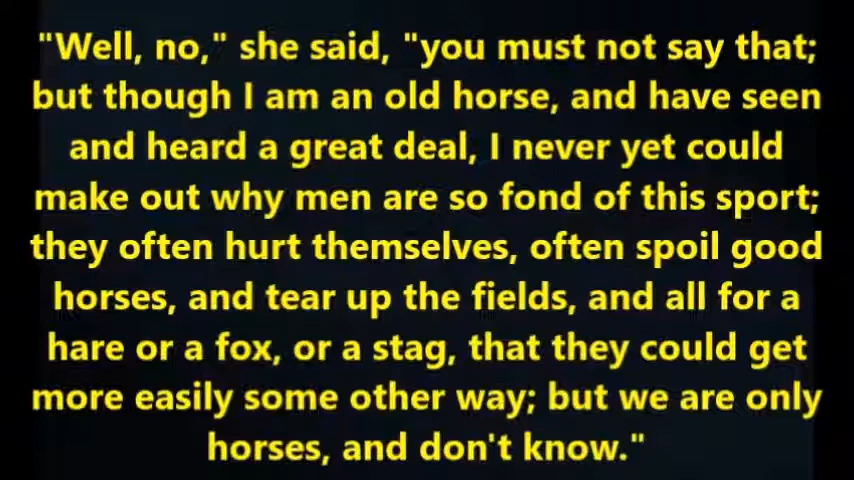 "Well, no," she said, "you must not say that;
but though I am an old horse, and have seen
and heard a great deal, I never yet could
make out why men are so fond of this sport;
they often hurt themselves, often spoil good
horses, and tear up the fields, and all for a
hare or a fox, or a stag, that they could get
more easily some other way; but we are only
horses, and don't know."